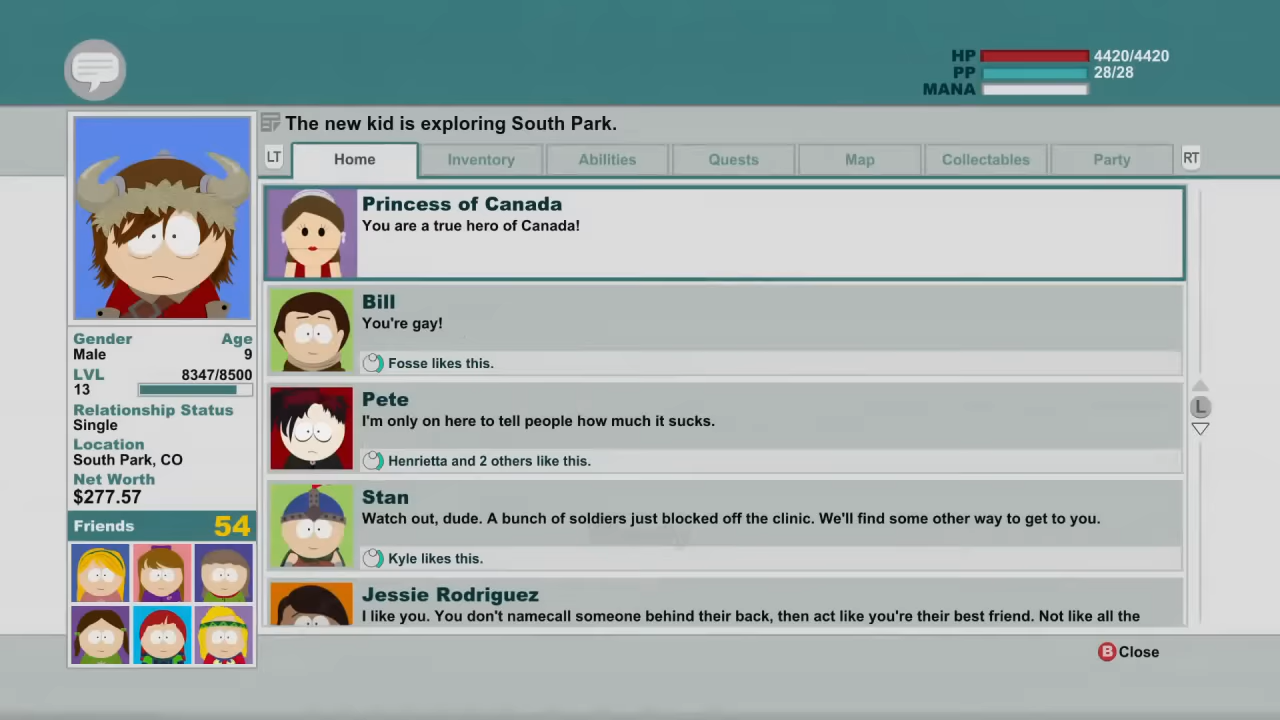 HP 4420/4420
PP 28/28
MANA
The new kid is exploring South Park.
LT Home Inventory Abilities Quests Map Collectables Party RT
Gender Age
Male 9
LVL 8347/8500
13
Relationship Status
Single
Location
South Park, CO
Net Worth
$277.57
Friends 54
Princess of Canada
You are a true hero of Canada!
Bill
You're gay!
Fosse likes this.
Pete
I'm only on here to tell people how much it sucks.
Henrietta and 2 others like this.
Stan
Watch out, dude. A bunch of soldiers just blocked off the clinic. We'll find some other way to get to you.
Kyle likes this.
Jessie Rodriguez
I like you. You don't namecall someone behind their back, then act like you're their best friend. Not like all the
L
B Close